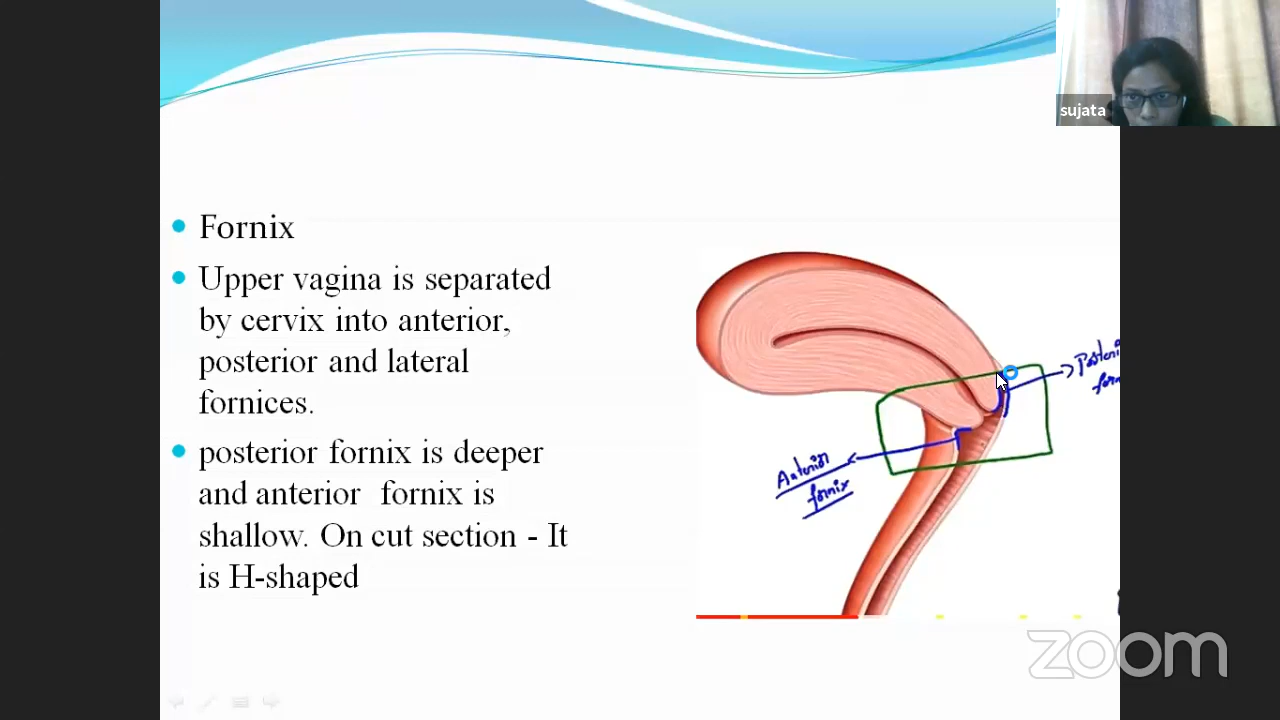 sujata
Fornix
Upper vagina is separated
by cervix into anterior,
posterior and lateral
fornices.
posterior fornix is deeper
and anterior fornix is
shallow. On cut section - It
is H-shaped
Anterior
fornix
zoom